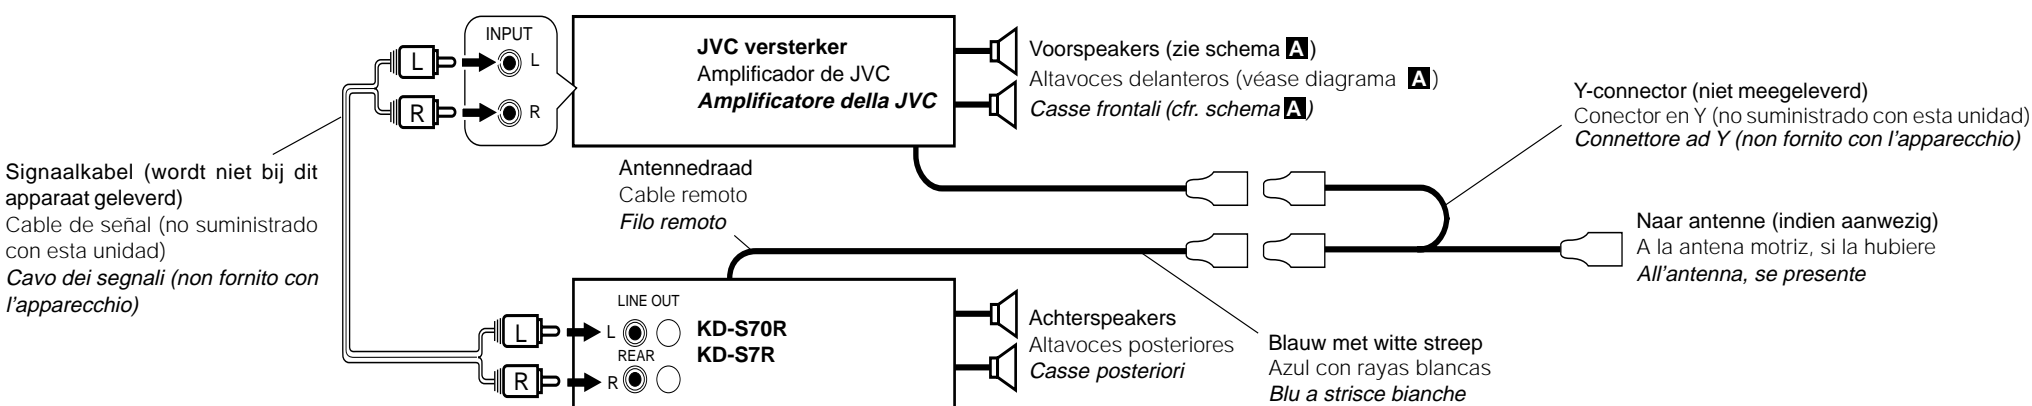 INPUT
L
R
L
R
JVC versterker
Amplificador de JVC
Amplificatore della JVC
Voorspeakers (zie schema A)
Altavoces delanteros (véase diagrama A)
Casse frontali (cfr. schema A)
Y-connector (niet meegeleverd)
Conector en Y (no suministrado con esta unidad)
Connettore ad Y (non fornito con l'apparecchio)
Signaalkabel (wordt niet bij dit
apparaat geleverd)
Cable de señal (no suministrado
con esta unidad)
Cavo dei segnali (non fornito con
l'apparecchio)
Antennedraad
Cable remoto
Filo remoto
Naar antenne (indien aanwezig)
A la antena motriz, si la hubiere
All'antenna, se presente
LINE OUT
L
R
L
REAR
R
KD-S70R
KD-S7R
Achterspeakers
Altavoces posteriores
Casse posteriori
Blauw met witte streep
Azul con rayas blancas
Blu a strisce bianche